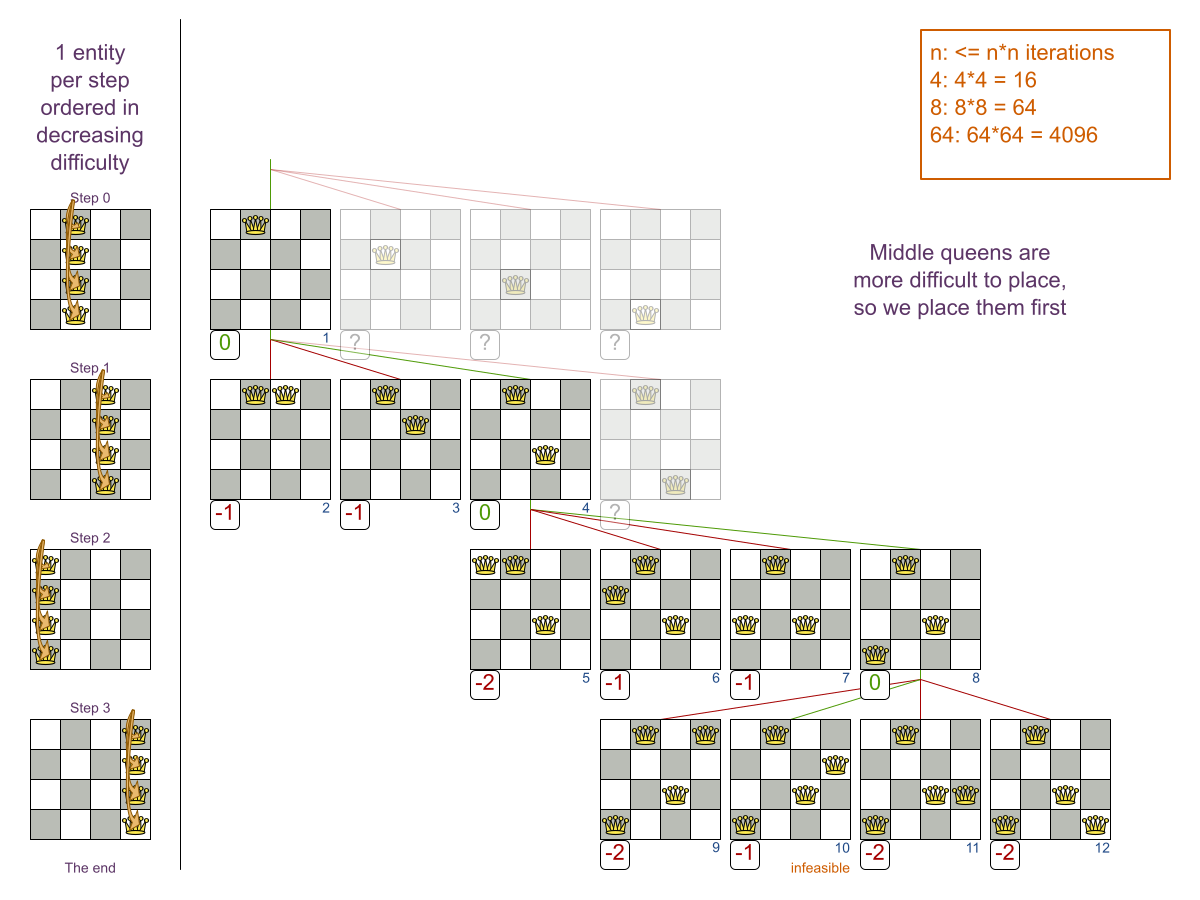 1 entity
per step
ordered in
decreasing
difficulty
n: <= n*n iterations
4: 4*4 = 16
8: 8*8 = 64
64: 64*64 = 4096
Middle queens are
more difficult to place,
so we place them first
Step 0
0
1
?
?
?
Step 1
-1
2
-1
3
0
4
?
Step 2
-2
5
-1
6
-1
7
0
8
Step 3
-2
9
-1
10
-2
11
-2
12
The end
infeasible